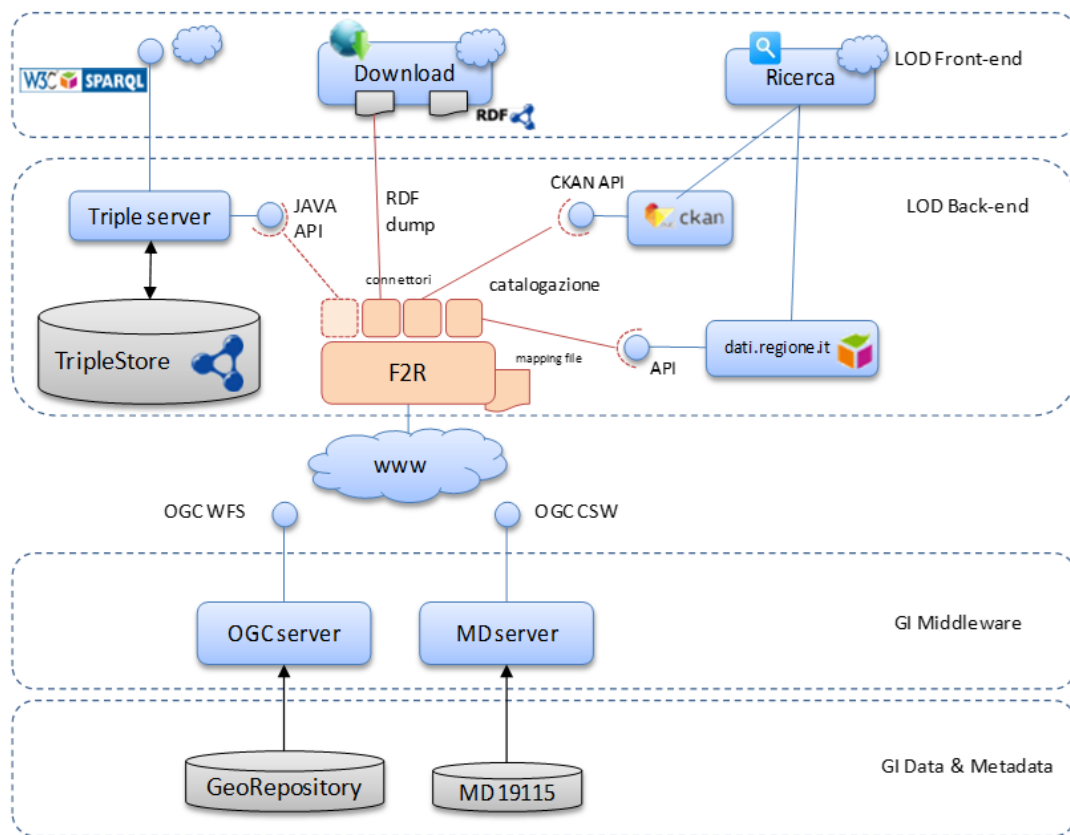 W3C SPARQL
Download
RDF
Ricerca
LOD Front-end
Triple server
JAVA
API
RDF
dump
CKAN API
ckan
LOD Back-end
connettori
catalogazione
TripleStore
F2R
mapping file
API
dati.regione.it
www
OGC WFS
OGC CSW
OGC server
MD server
GI Middleware
GeoRepository
MD 19115
GI Data & Metadata